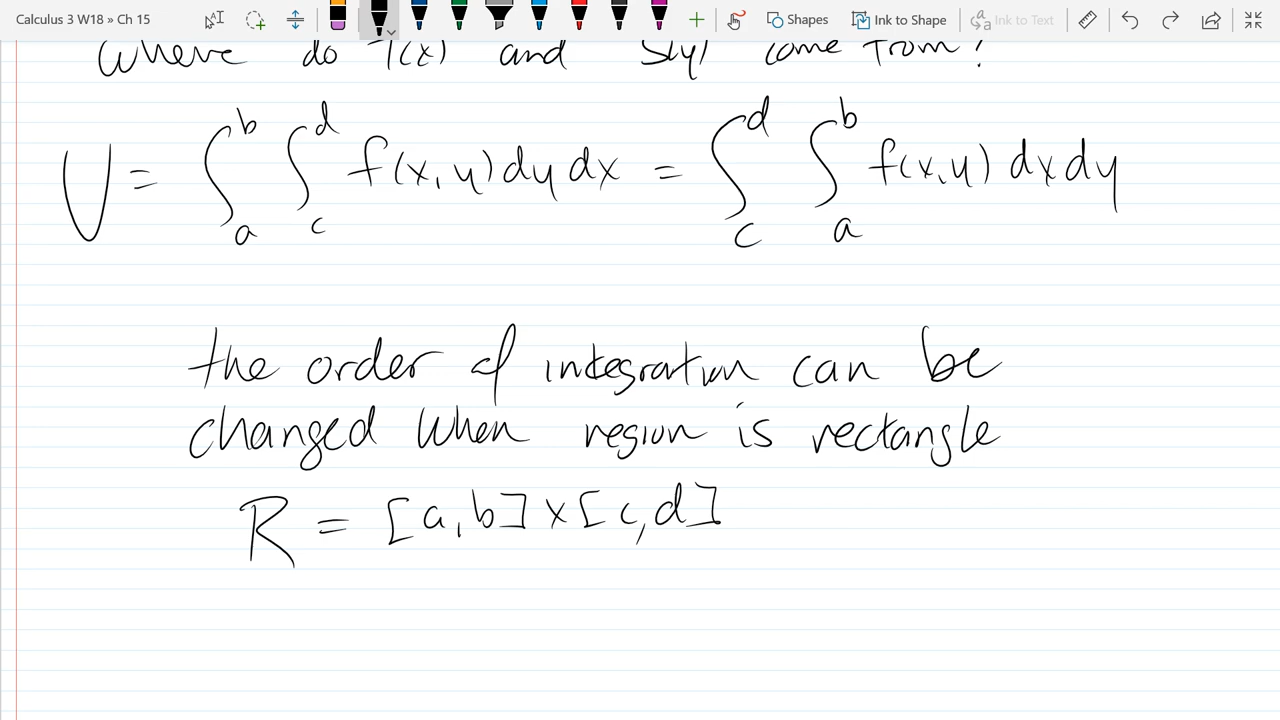 Calculus 3 W18 » Ch 15
Shapes
Ink to Shape
Ink to Text
where do T(x) and S(y) come from?
V = ∫_a^b ∫_c^d f(x,y) dy dx = ∫_c^d ∫_a^b f(x,y) dx dy
the order of integration can be
changed when region is rectangle
R = [a,b] × [c,d]